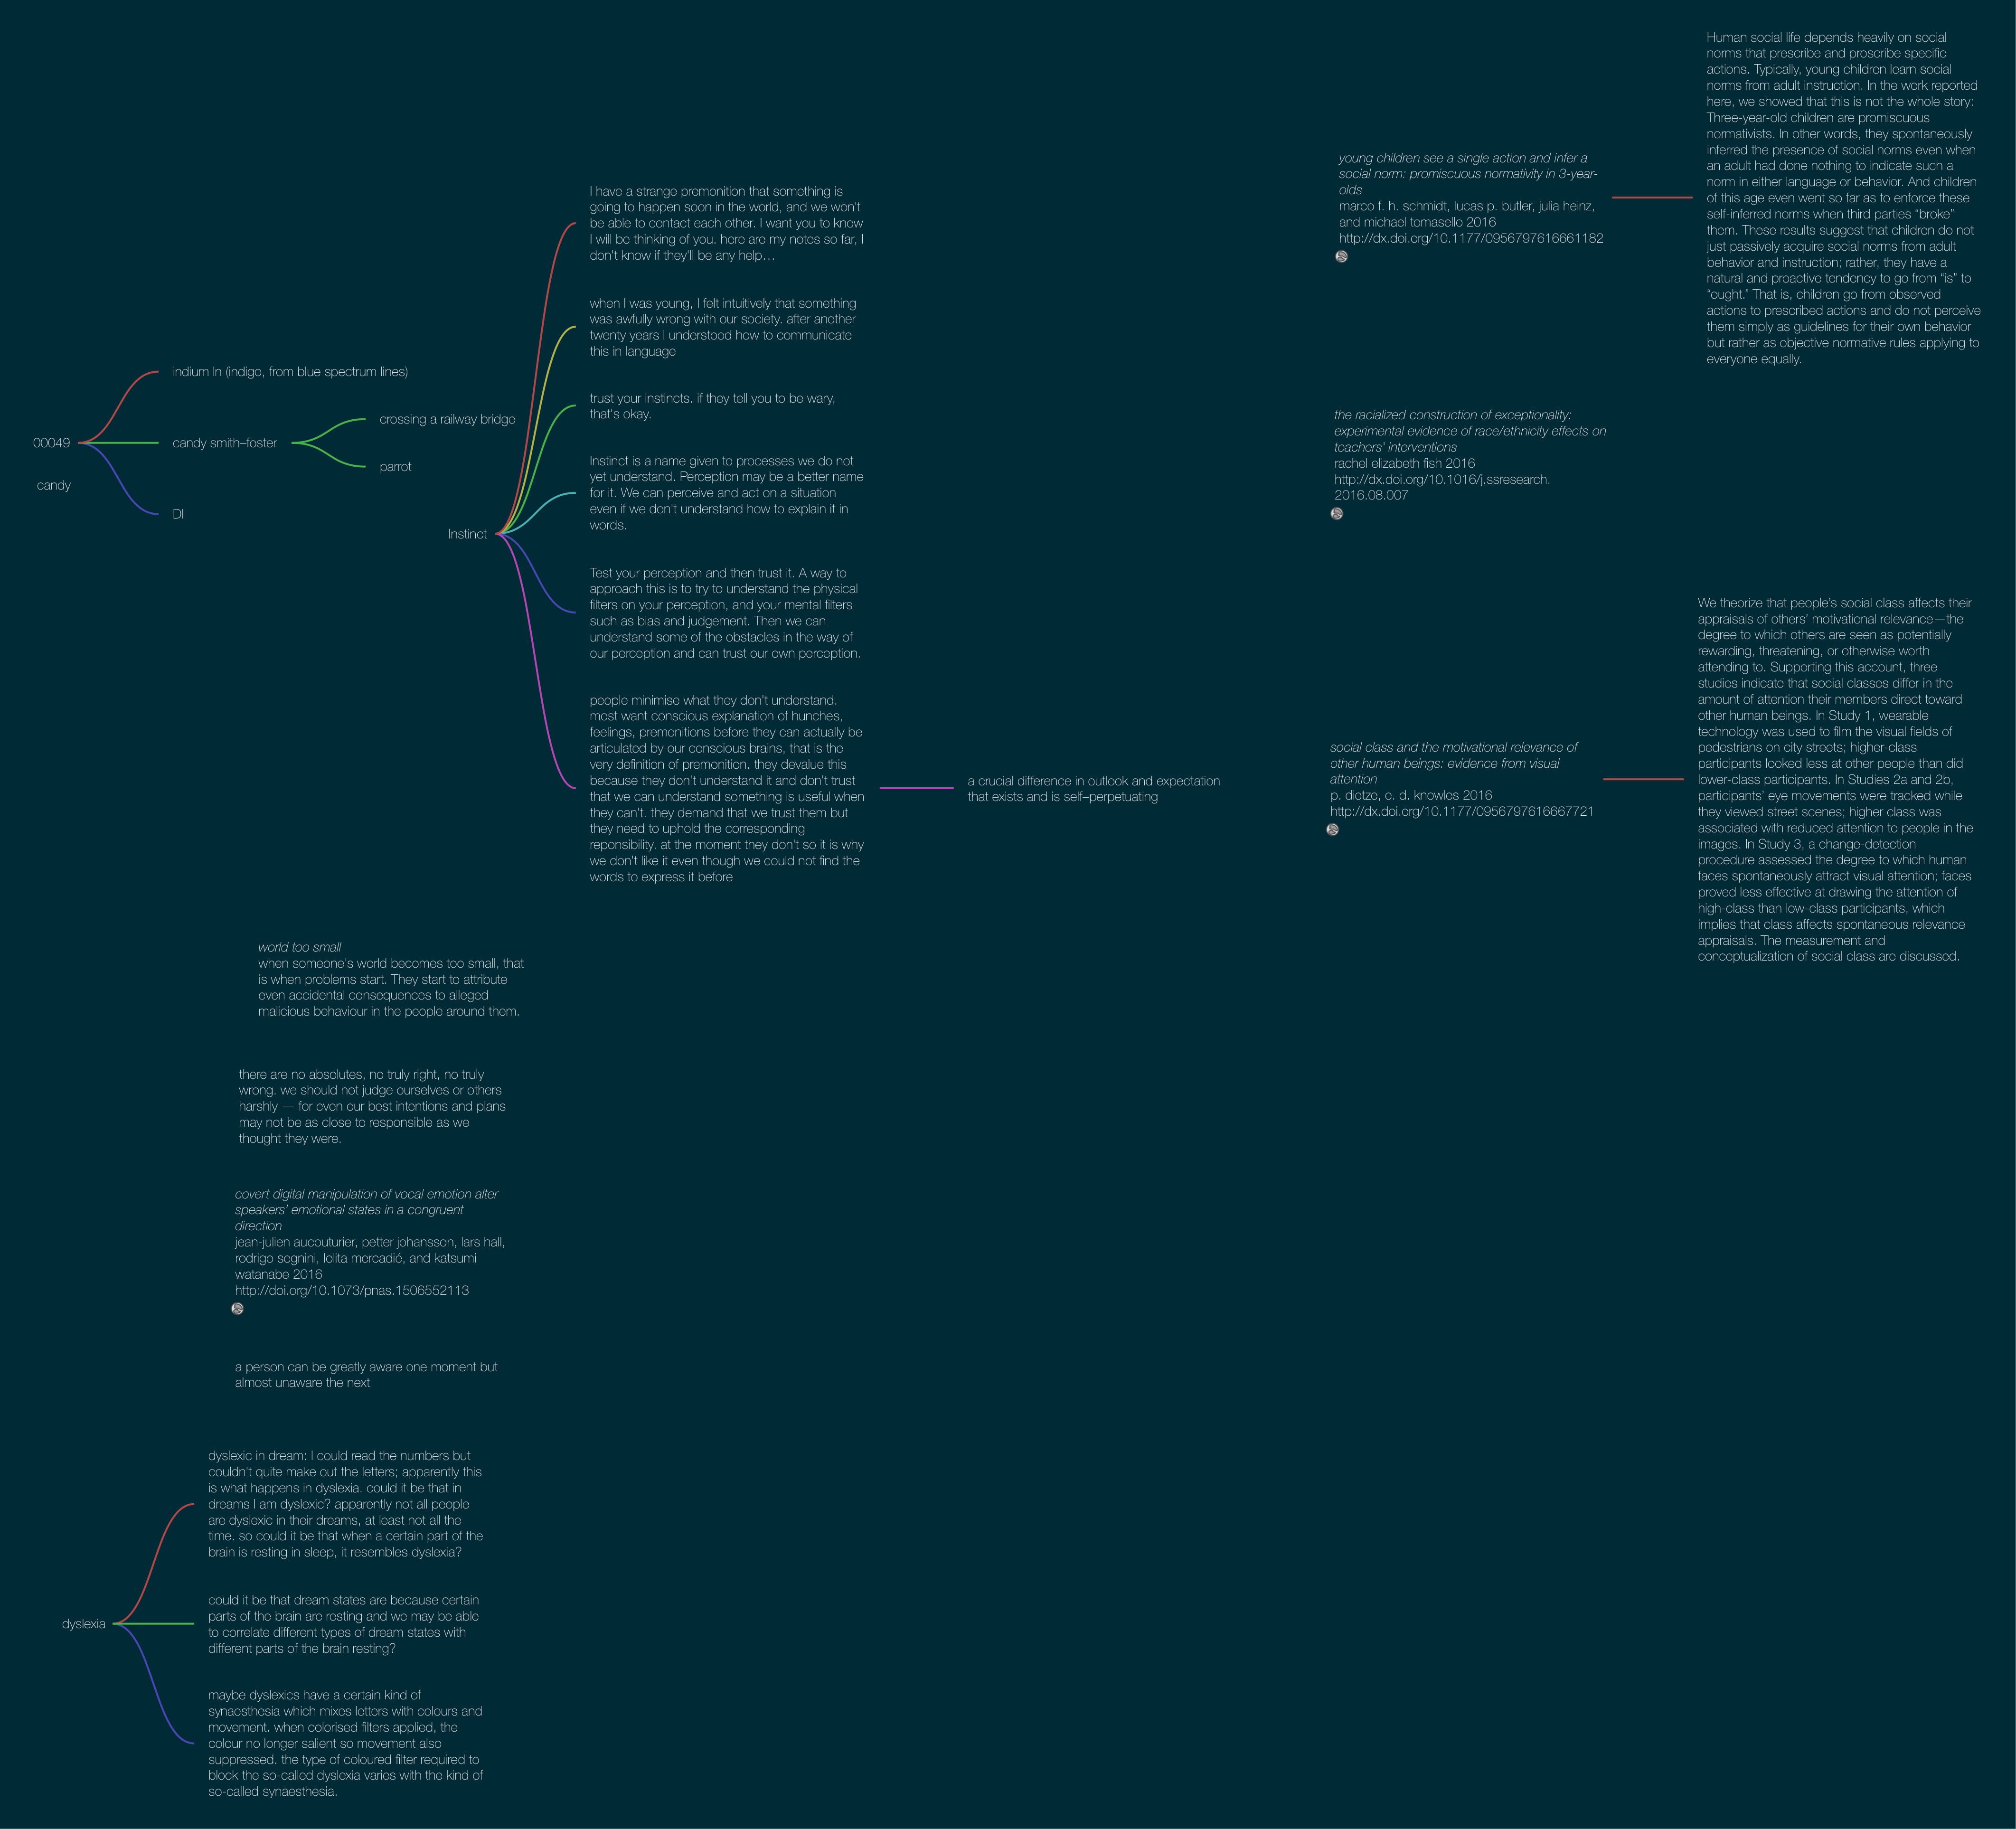 00049
candy
indium In (indigo, from blue spectrum lines)
candy smith–foster
DI
crossing a railway bridge
parrot
Instinct
I have a strange premonition that something is
going to happen soon in the world, and we won't
be able to contact each other. I want you to know
I will be thinking of you. here are my notes so far, I
don't know if they'll be any help…
when I was young, I felt intuitively that something
was awfully wrong with our society. after another
twenty years I understood how to communicate
this in language
trust your instincts. if they tell you to be wary,
that's okay.
Instinct is a name given to processes we do not
yet understand. Perception may be a better name
for it. We can perceive and act on a situation
even if we don't understand how to explain it in
words.
Test your perception and then trust it. A way to
approach this is to try to understand the physical
filters on your perception, and your mental filters
such as bias and judgement. Then we can
understand some of the obstacles in the way of
our perception and can trust our own perception.
people minimise what they don't understand.
most want conscious explanation of hunches,
feelings, premonitions before they can actually be
articulated by our conscious brains, that is the
very definition of premonition. they devalue this
because they don't understand it and don't trust
that we can understand something is useful when
they can't. they demand that we trust them but
they need to uphold the corresponding
reponsibility. at the moment they don't so it is why
we don't like it even though we could not find the
words to express it before
a crucial difference in outlook and expectation
that exists and is self–perpetuating
world too small
when someone's world becomes too small, that
is when problems start. They start to attribute
even accidental consequences to alleged
malicious behaviour in the people around them.
there are no absolutes, no truly right, no truly
wrong. we should not judge ourselves or others
harshly — for even our best intentions and plans
may not be as close to responsible as we
thought they were.
covert digital manipulation of vocal emotion alter
speakers' emotional states in a congruent
direction
jean-julien aucouturier, petter johansson, lars hall,
rodrigo segnini, lolita mercadié, and katsumi
watanabe 2016
http://doi.org/10.1073/pnas.1506552113
a person can be greatly aware one moment but
almost unaware the next
dyslexia
dyslexic in dream: I could read the numbers but
couldn't quite make out the letters; apparently this
is what happens in dyslexia. could it be that in
dreams I am dyslexic? apparently not all people
are dyslexic in their dreams, at least not all the
time. so could it be that when a certain part of the
brain is resting in sleep, it resembles dyslexia?
could it be that dream states are because certain
parts of the brain are resting and we may be able
to correlate different types of dream states with
different parts of the brain resting?
maybe dyslexics have a certain kind of
synaesthesia which mixes letters with colours and
movement. when colorised filters applied, the
colour no longer salient so movement also
suppressed. the type of coloured filter required to
block the so-called dyslexia varies with the kind of
so-called synaesthesia.
young children see a single action and infer a
social norm: promiscuous normativity in 3-year-
olds
marco f. h. schmidt, lucas p. butler, julia heinz,
and michael tomasello 2016
http://dx.doi.org/10.1177/0956797616661182
Human social life depends heavily on social
norms that prescribe and proscribe specific
actions. Typically, young children learn social
norms from adult instruction. In the work reported
here, we showed that this is not the whole story:
Three-year-old children are promiscuous
normativists. In other words, they spontaneously
inferred the presence of social norms even when
an adult had done nothing to indicate such a
norm in either language or behavior. And children
of this age even went so far as to enforce these
self-inferred norms when third parties “broke”
them. These results suggest that children do not
just passively acquire social norms from adult
behavior and instruction; rather, they have a
natural and proactive tendency to go from “is” to
“ought.” That is, children go from observed
actions to prescribed actions and do not perceive
them simply as guidelines for their own behavior
but rather as objective normative rules applying to
everyone equally.
the racialized construction of exceptionality:
experimental evidence of race/ethnicity effects on
teachers' interventions
rachel elizabeth fish 2016
http://dx.doi.org/10.1016/j.ssresearch.
2016.08.007
social class and the motivational relevance of
other human beings: evidence from visual
attention
p. dietze, e. d. knowles 2016
http://dx.doi.org/10.1177/0956797616667721
We theorize that people’s social class affects their
appraisals of others’ motivational relevance—the
degree to which others are seen as potentially
rewarding, threatening, or otherwise worth
attending to. Supporting this account, three
studies indicate that social classes differ in the
amount of attention their members direct toward
other human beings. In Study 1, wearable
technology was used to film the visual fields of
pedestrians on city streets; higher-class
participants looked less at other people than did
lower-class participants. In Studies 2a and 2b,
participants’ eye movements were tracked while
they viewed street scenes; higher class was
associated with reduced attention to people in the
images. In Study 3, a change-detection
procedure assessed the degree to which human
faces spontaneously attract visual attention; faces
proved less effective at drawing the attention of
high-class than low-class participants, which
implies that class affects spontaneous relevance
appraisals. The measurement and
conceptualization of social class are discussed.